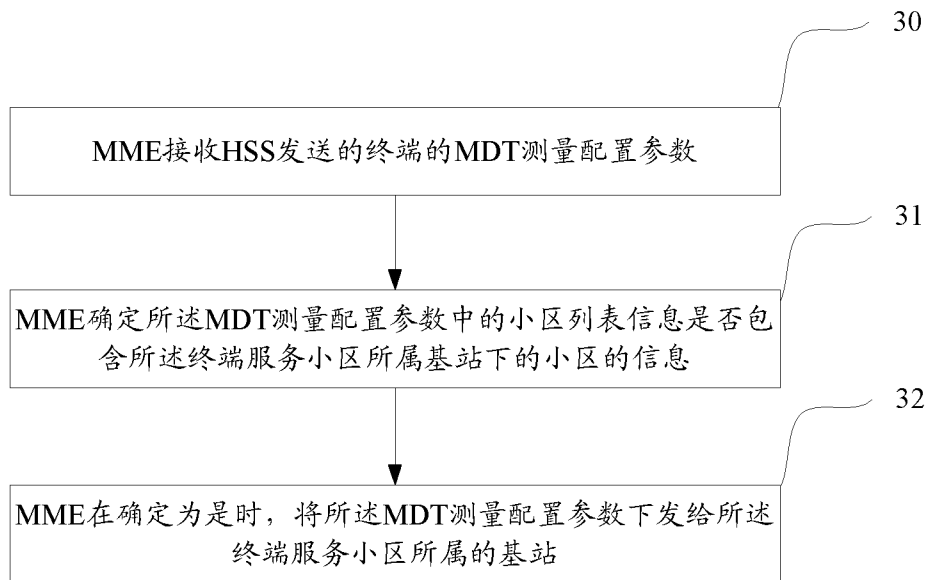 30
MME接收HSS发送的终端的MDT测量配置参数
31
MME确定所述MDT测量配置参数中的小区列表信息是否包
含所述终端服务小区所属基站下的小区的信息
32
MME在确定为是时，将所述MDT测量配置参数下发给所述
终端服务小区所属的基站